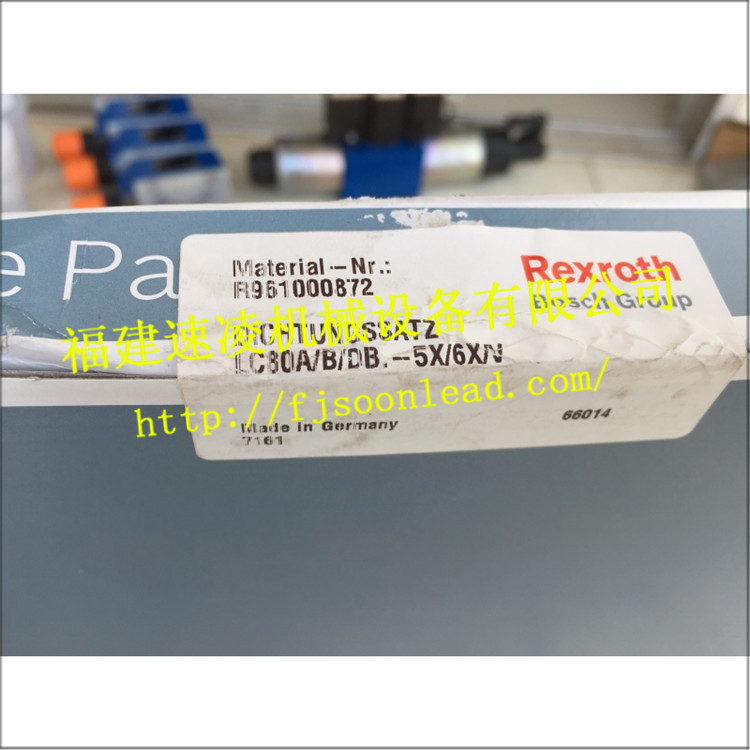 e Pa
Material-Nr.:
R961000872
Rexroth
Bosch Group
福建速凌机械设备有限公司
LC80A/B/DB.-5X/6X/V
http://fjsoonlead.com/
Made in Germany
7161
66014